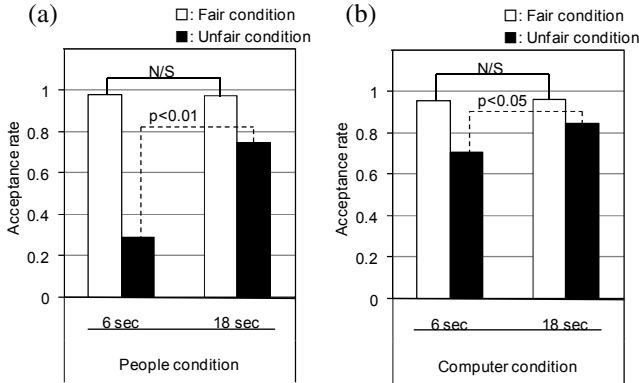 (a)
□: Fair condition
■: Unfair condition
N/S
p<0.01
1
0.8
0.6
0.4
0.2
0
Acceptance rate
6 sec
18 sec
People condition
(b)
□: Fair condition
■: Unfair condition
N/S
p<0.05
1
0.8
0.6
0.4
0.2
0
Acceptance rate
6 sec
18 sec
Computer condition